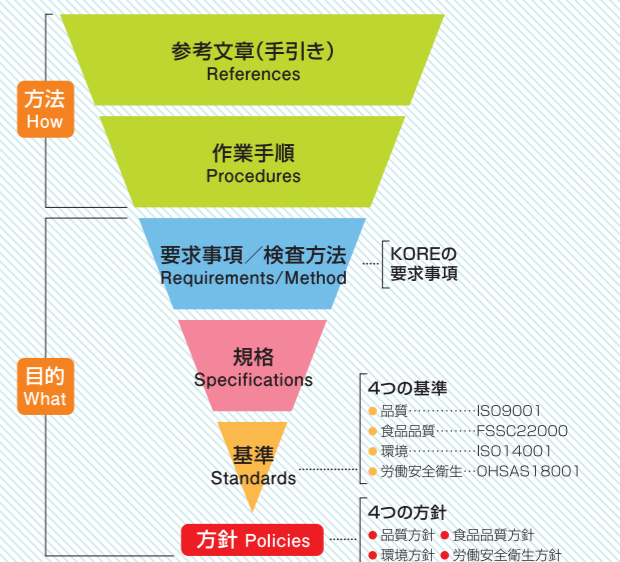 参考文章(手引き)
References
方法
How
作業手順
Procedures
要求事項／検査方法
Requirements/Method
KOREの
要求事項
規格
Specifications
目的
What
4つの基準
●品質……………ISO9001
●食品品質………FSSC22000
●環境……………ISO14001
●労働安全衛生…OHSAS18001
基準
Standards
方針 Policies
4つの方針
●品質方針 ●食品品質方針
●環境方針 ●労働安全衛生方針